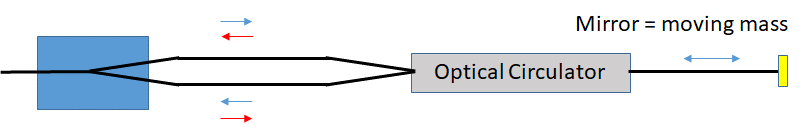 Mirror = moving mass
Optical Circulator